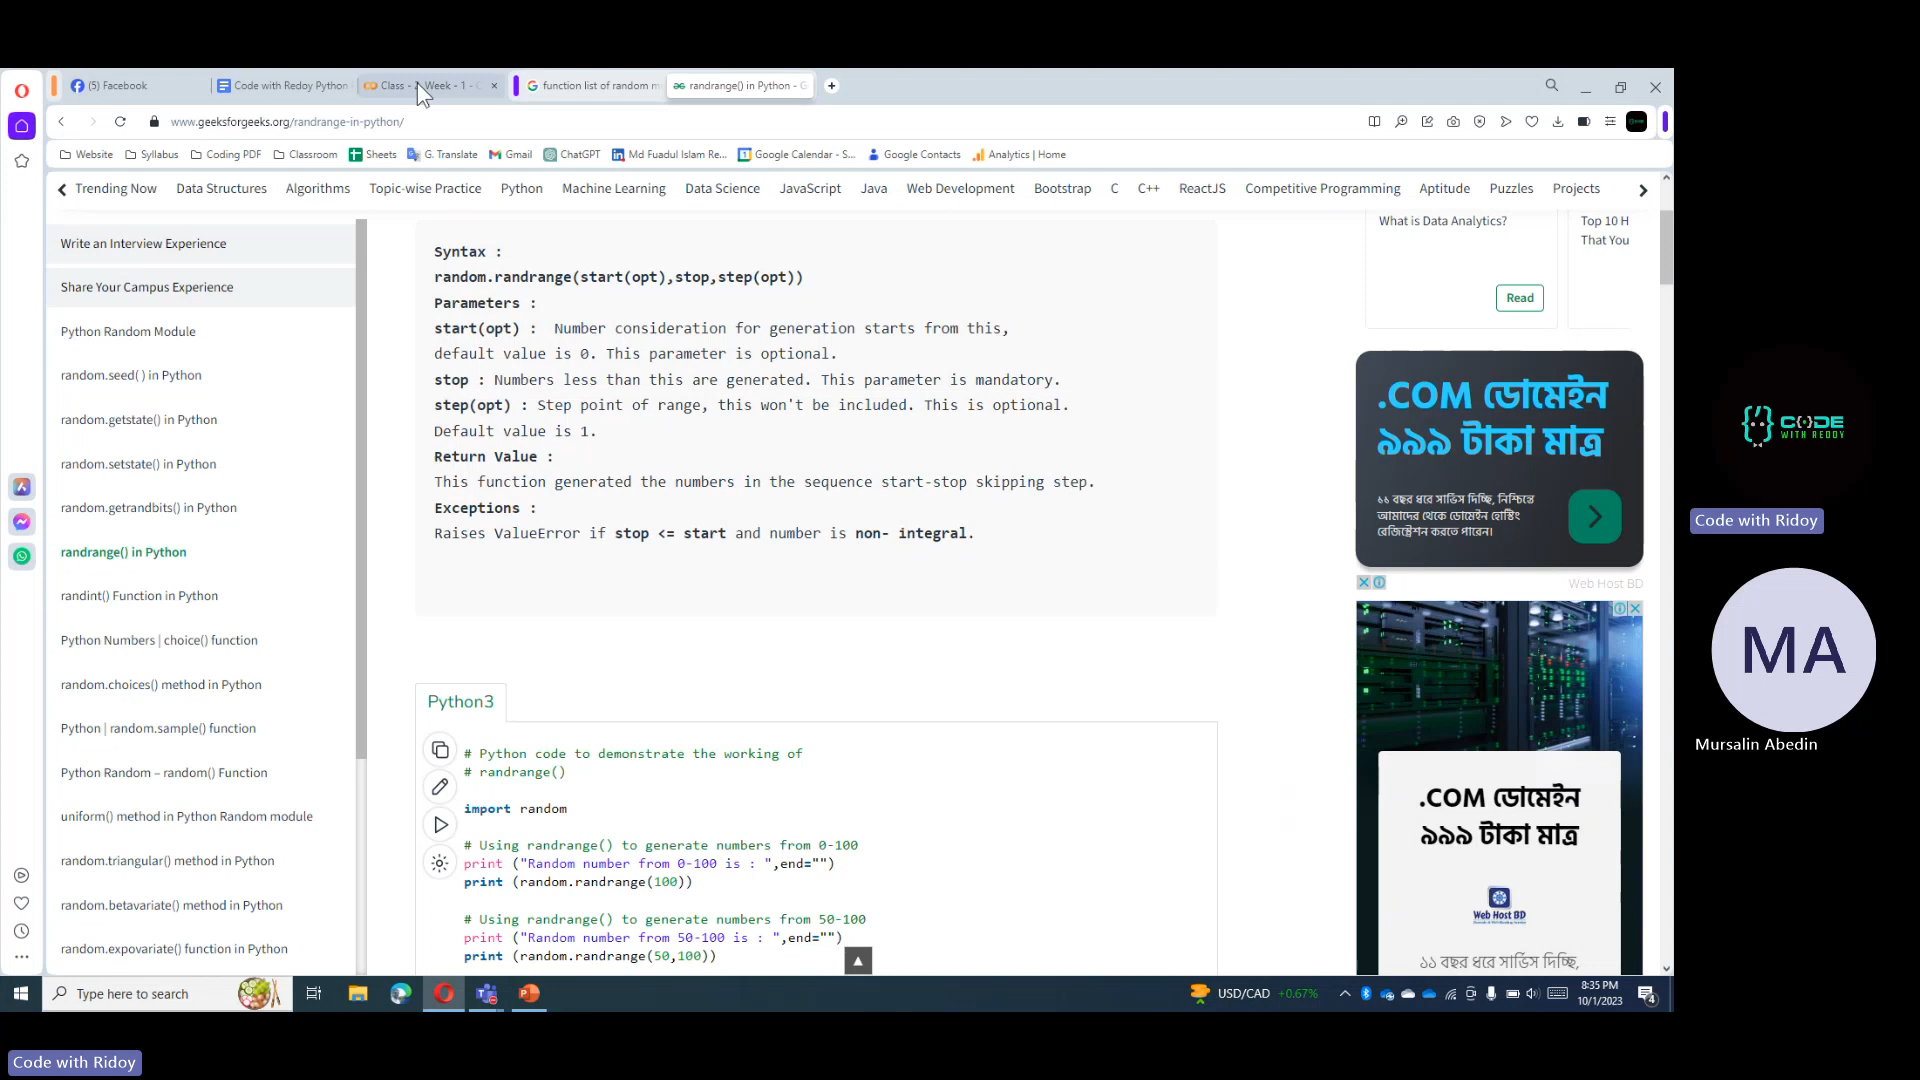 (5) Facebook
Code with Redoy Python
Class - 2 Week - 1 - C
function list of random m
randrange() in Python - G
www.geeksforgeeks.org/randrange-in-python/
Website
Syllabus
Coding PDF
Classroom
Sheets
G. Translate
Gmail
ChatGPT
Md Fuadul Islam Re...
Google Calendar - S...
Google Contacts
Analytics | Home
Trending Now
Data Structures
Algorithms
Topic-wise Practice
Python
Machine Learning
Data Science
JavaScript
Java
Web Development
Bootstrap
C
C++
ReactJS
Competitive Programming
Aptitude
Puzzles
Projects
Write an Interview Experience
Share Your Campus Experience
Python Random Module
random.seed( ) in Python
random.getstate() in Python
random.setstate() in Python
random.getrandbits() in Python
randrange() in Python
randint() Function in Python
Python Numbers | choice() function
random.choices() method in Python
Python | random.sample() function
Python Random – random() Function
uniform() method in Python Random module
random.triangular() method in Python
random.betavariate() method in Python
random.expovariate() function in Python
Syntax :
random.randrange(start(opt),stop,step(opt))
Parameters :
start(opt) : Number consideration for generation starts from this,
default value is 0. This parameter is optional.
stop : Numbers less than this are generated. This parameter is mandatory.
step(opt) : Step point of range, this won't be included. This is optional.
Default value is 1.
Return Value :
This function generated the numbers in the sequence start-stop skipping step.
Exceptions :
Raises ValueError if stop <= start and number is non- integral.
Python3
# Python code to demonstrate the working of
# randrange()
import random
# Using randrange() to generate numbers from 0-100
print ("Random number from 0-100 is : ",end="")
print (random.randrange(100))
# Using randrange() to generate numbers from 50-100
print ("Random number from 50-100 is : ",end="")
print (random.randrange(50,100))
What is Data Analytics?
Read
Top 10 H
That You
.COM ডোমেইন
৯৯৯ টাকা মাত্র
১১ বছর ধরে সার্ভিস দিচ্ছি, নিশ্চিন্তে
আমাদের থেকে ডোমেইন হোস্টিং
রেজিস্ট্রেশন করতে পারেন।
Web Host BD
.COM ডোমেইন
৯৯৯ টাকা মাত্র
Web Host BD
১১ বছর ধরে সার্ভিস দিচ্ছি,
CODE
WITH REDOY
Code with Ridoy
MA
Mursalin Abedin
Type here to search
USD/CAD +0.67%
8:35 PM
10/1/2023
4
Code with Ridoy